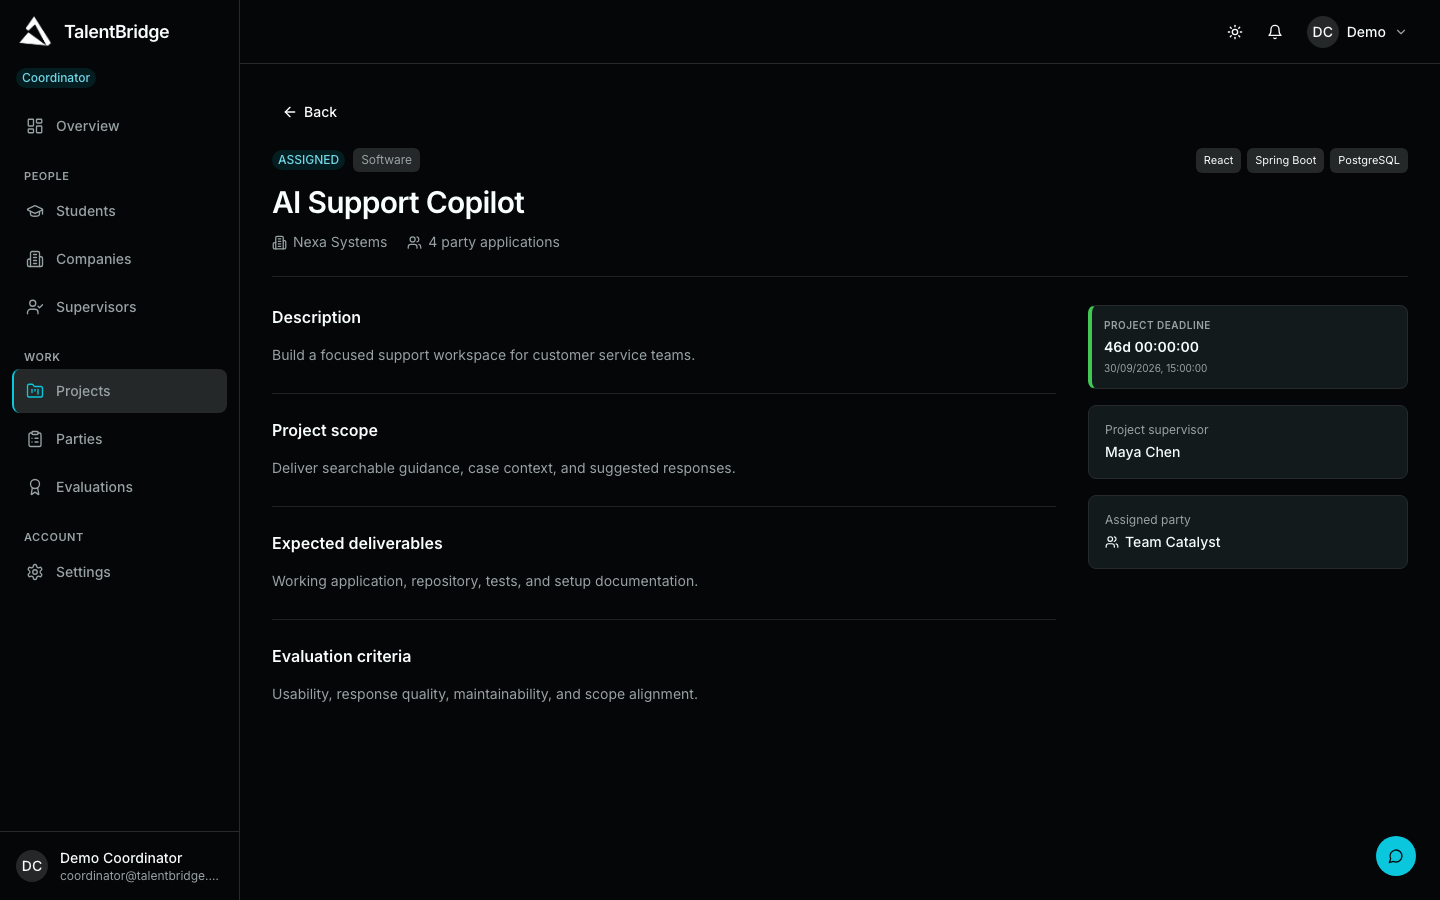 TalentBridge
Coordinator
Overview
PEOPLE
Students
Companies
Supervisors
WORK
Projects
Parties
Evaluations
ACCOUNT
Settings
DC
Demo Coordinator
coordinator@talentbridge....
DC Demo
Back
ASSIGNED Software
React Spring Boot PostgreSQL
AI Support Copilot
Nexa Systems 4 party applications
Description
Build a focused support workspace for customer service teams.
Project scope
Deliver searchable guidance, case context, and suggested responses.
Expected deliverables
Working application, repository, tests, and setup documentation.
Evaluation criteria
Usability, response quality, maintainability, and scope alignment.
PROJECT DEADLINE
46d 00:00:00
30/09/2026, 15:00:00
Project supervisor
Maya Chen
Assigned party
Team Catalyst